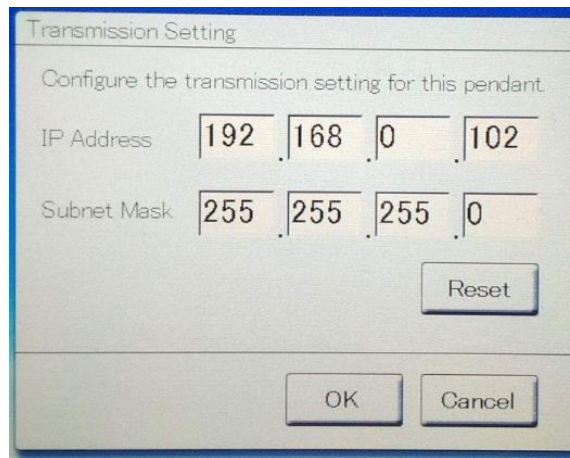 Transmission Setting
Configure the transmission setting for this pendant.
IP Address 192 . 168 . 0 . 102
Subnet Mask 255 . 255 . 255 . 0
Reset
OK Cancel